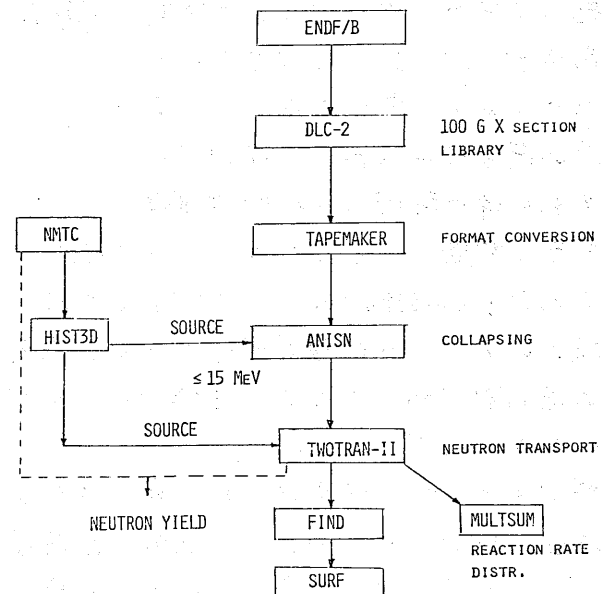 ENDF/B
DLC-2
100 G X SECTION
LIBRARY
NMTC
TAPEMAKER
FORMAT CONVERSION
HIST3D
SOURCE
ANISN
COLLAPSING
≤ 15 MEV
SOURCE
TWOTRAN-II
NEUTRON TRANSPORT
NEUTRON YIELD
FIND
MULTSUM
REACTION RATE
DISTR.
SURF